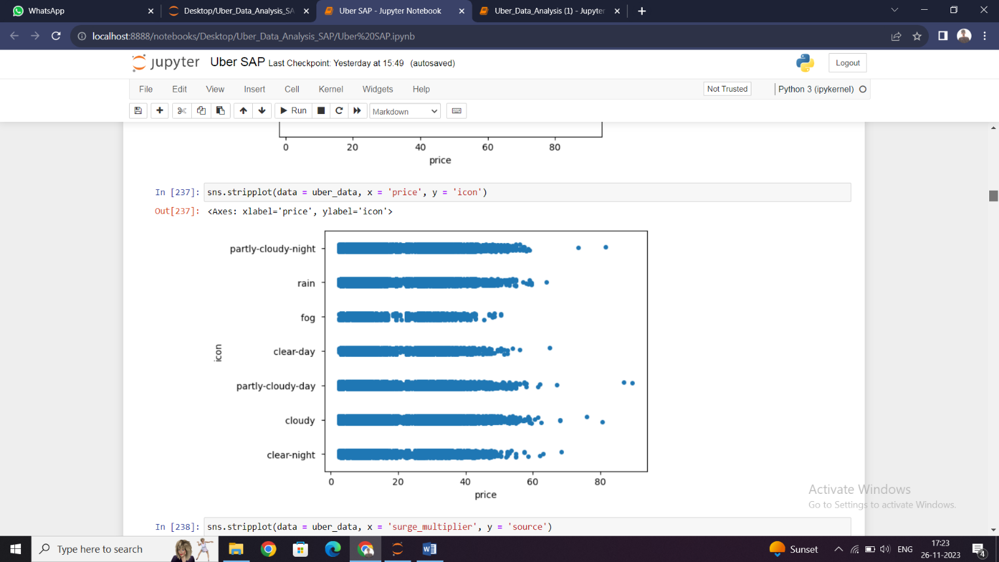 WhatsApp
Desktop/Uber_Data_Analysis_SA
Uber SAP - Jupyter Notebook
Uber_Data_Analysis (1) - Jupyter
localhost:8888/notebooks/Desktop/Uber_Data_Analysis_SAP/Uber%20SAP.ipynb
jupyter Uber SAP Last Checkpoint: Yesterday at 15:49 (autosaved)
Logout
File Edit View Insert Cell Kernel Widgets Help
Not Trusted
Python 3 (ipykernel)
Run
Markdown
0 20 40 60 80
price
In [237]: sns.stripplot(data = uber_data, x = 'price', y = 'icon')
Out[237]: <Axes: xlabel='price', ylabel='icon'>
partly-cloudy-night
rain
fog
icon
clear-day
partly-cloudy-day
cloudy
clear-night
0 20 40 60 80
price
Activate Windows
Go to Settings to activate Windows.
In [238]: sns.stripplot(data = uber_data, x = 'surge_multiplier', y = 'source')
Type here to search
Sunset
ENG
17:23
26-11-2023
4